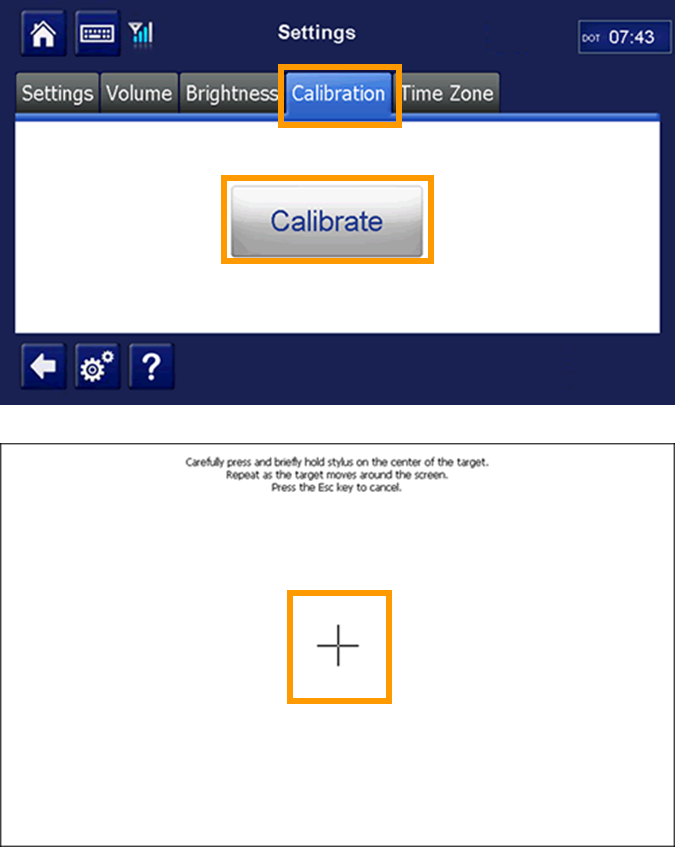 Settings
DOT 07:43
Settings Volume Brightness Calibration Time Zone
Calibrate
?
Carefully press and briefly hold stylus on the center of the target.
Repeat as the target moves around the screen.
Press the Esc key to cancel.